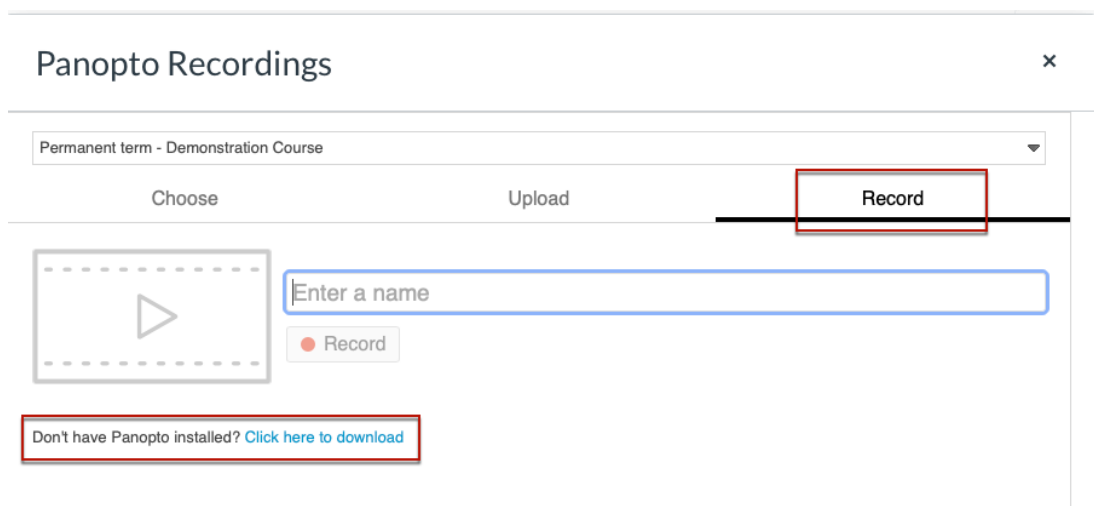 Panopto Recordings ×
Permanent term - Demonstration Course
Choose Upload Record
Enter a name
Record
Don't have Panopto installed? Click here to download